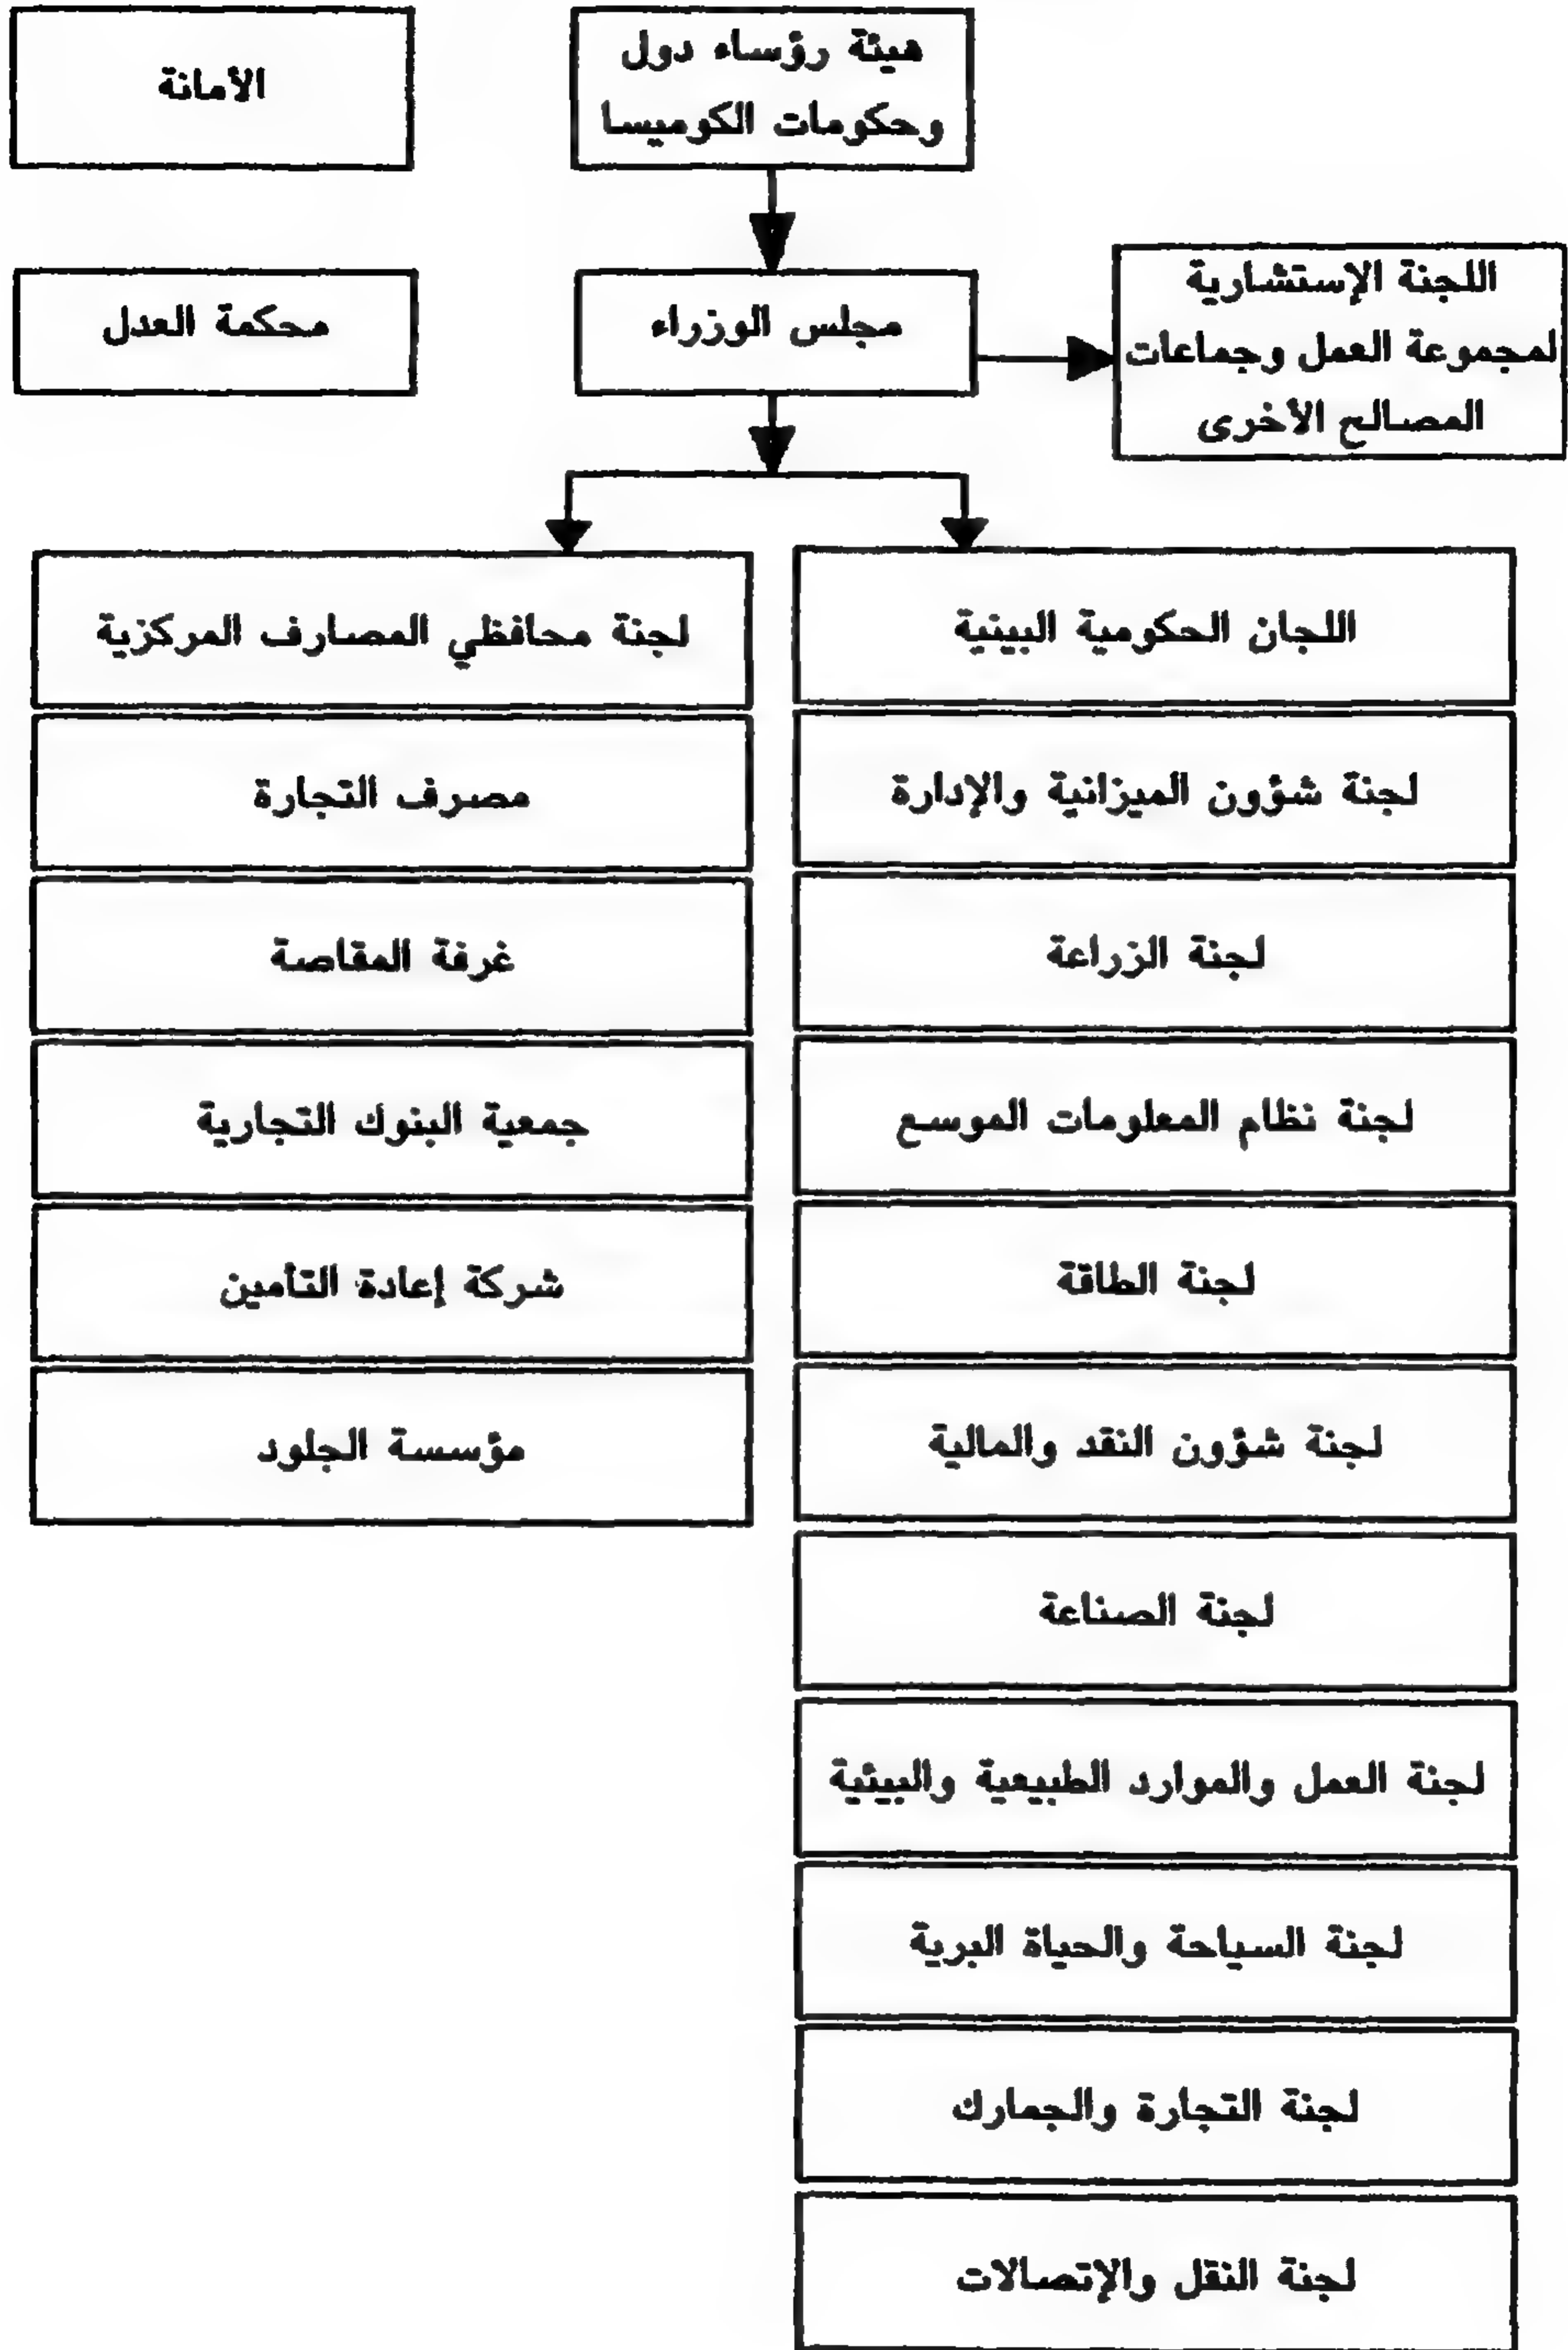 هيئة رؤساء دول
وحكومات الكوميسا
الأمانة
اللجنة الإستشارية
لمجموعة العمل وجماعات
المصالح الأخرى
مجلس الوزراء
محكمة العدل
اللجان الحكومية البينية
لجنة شؤون الميزانية والإدارة
لجنة الزراعة
لجنة نظام المعلومات الموسع
لجنة الطاقة
لجنة شؤون النقد والمالية
لجنة الصناعة
لجنة العمل والموارد الطبيعية والبيئية
لجنة السياحة والحياة البرية
لجنة التجارة والجمارك
لجنة النقل والإتصالات
لجنة محافظي المصارف المركزية
مصرف التجارة
غرفة المقاصة
جمعية البنوك التجارية
شركة إعادة التأمين
مؤسسة الجلود